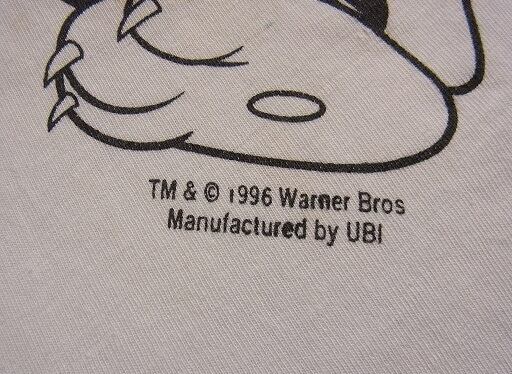 TM & © 1996 Warner Bros
Manufactured by UBI